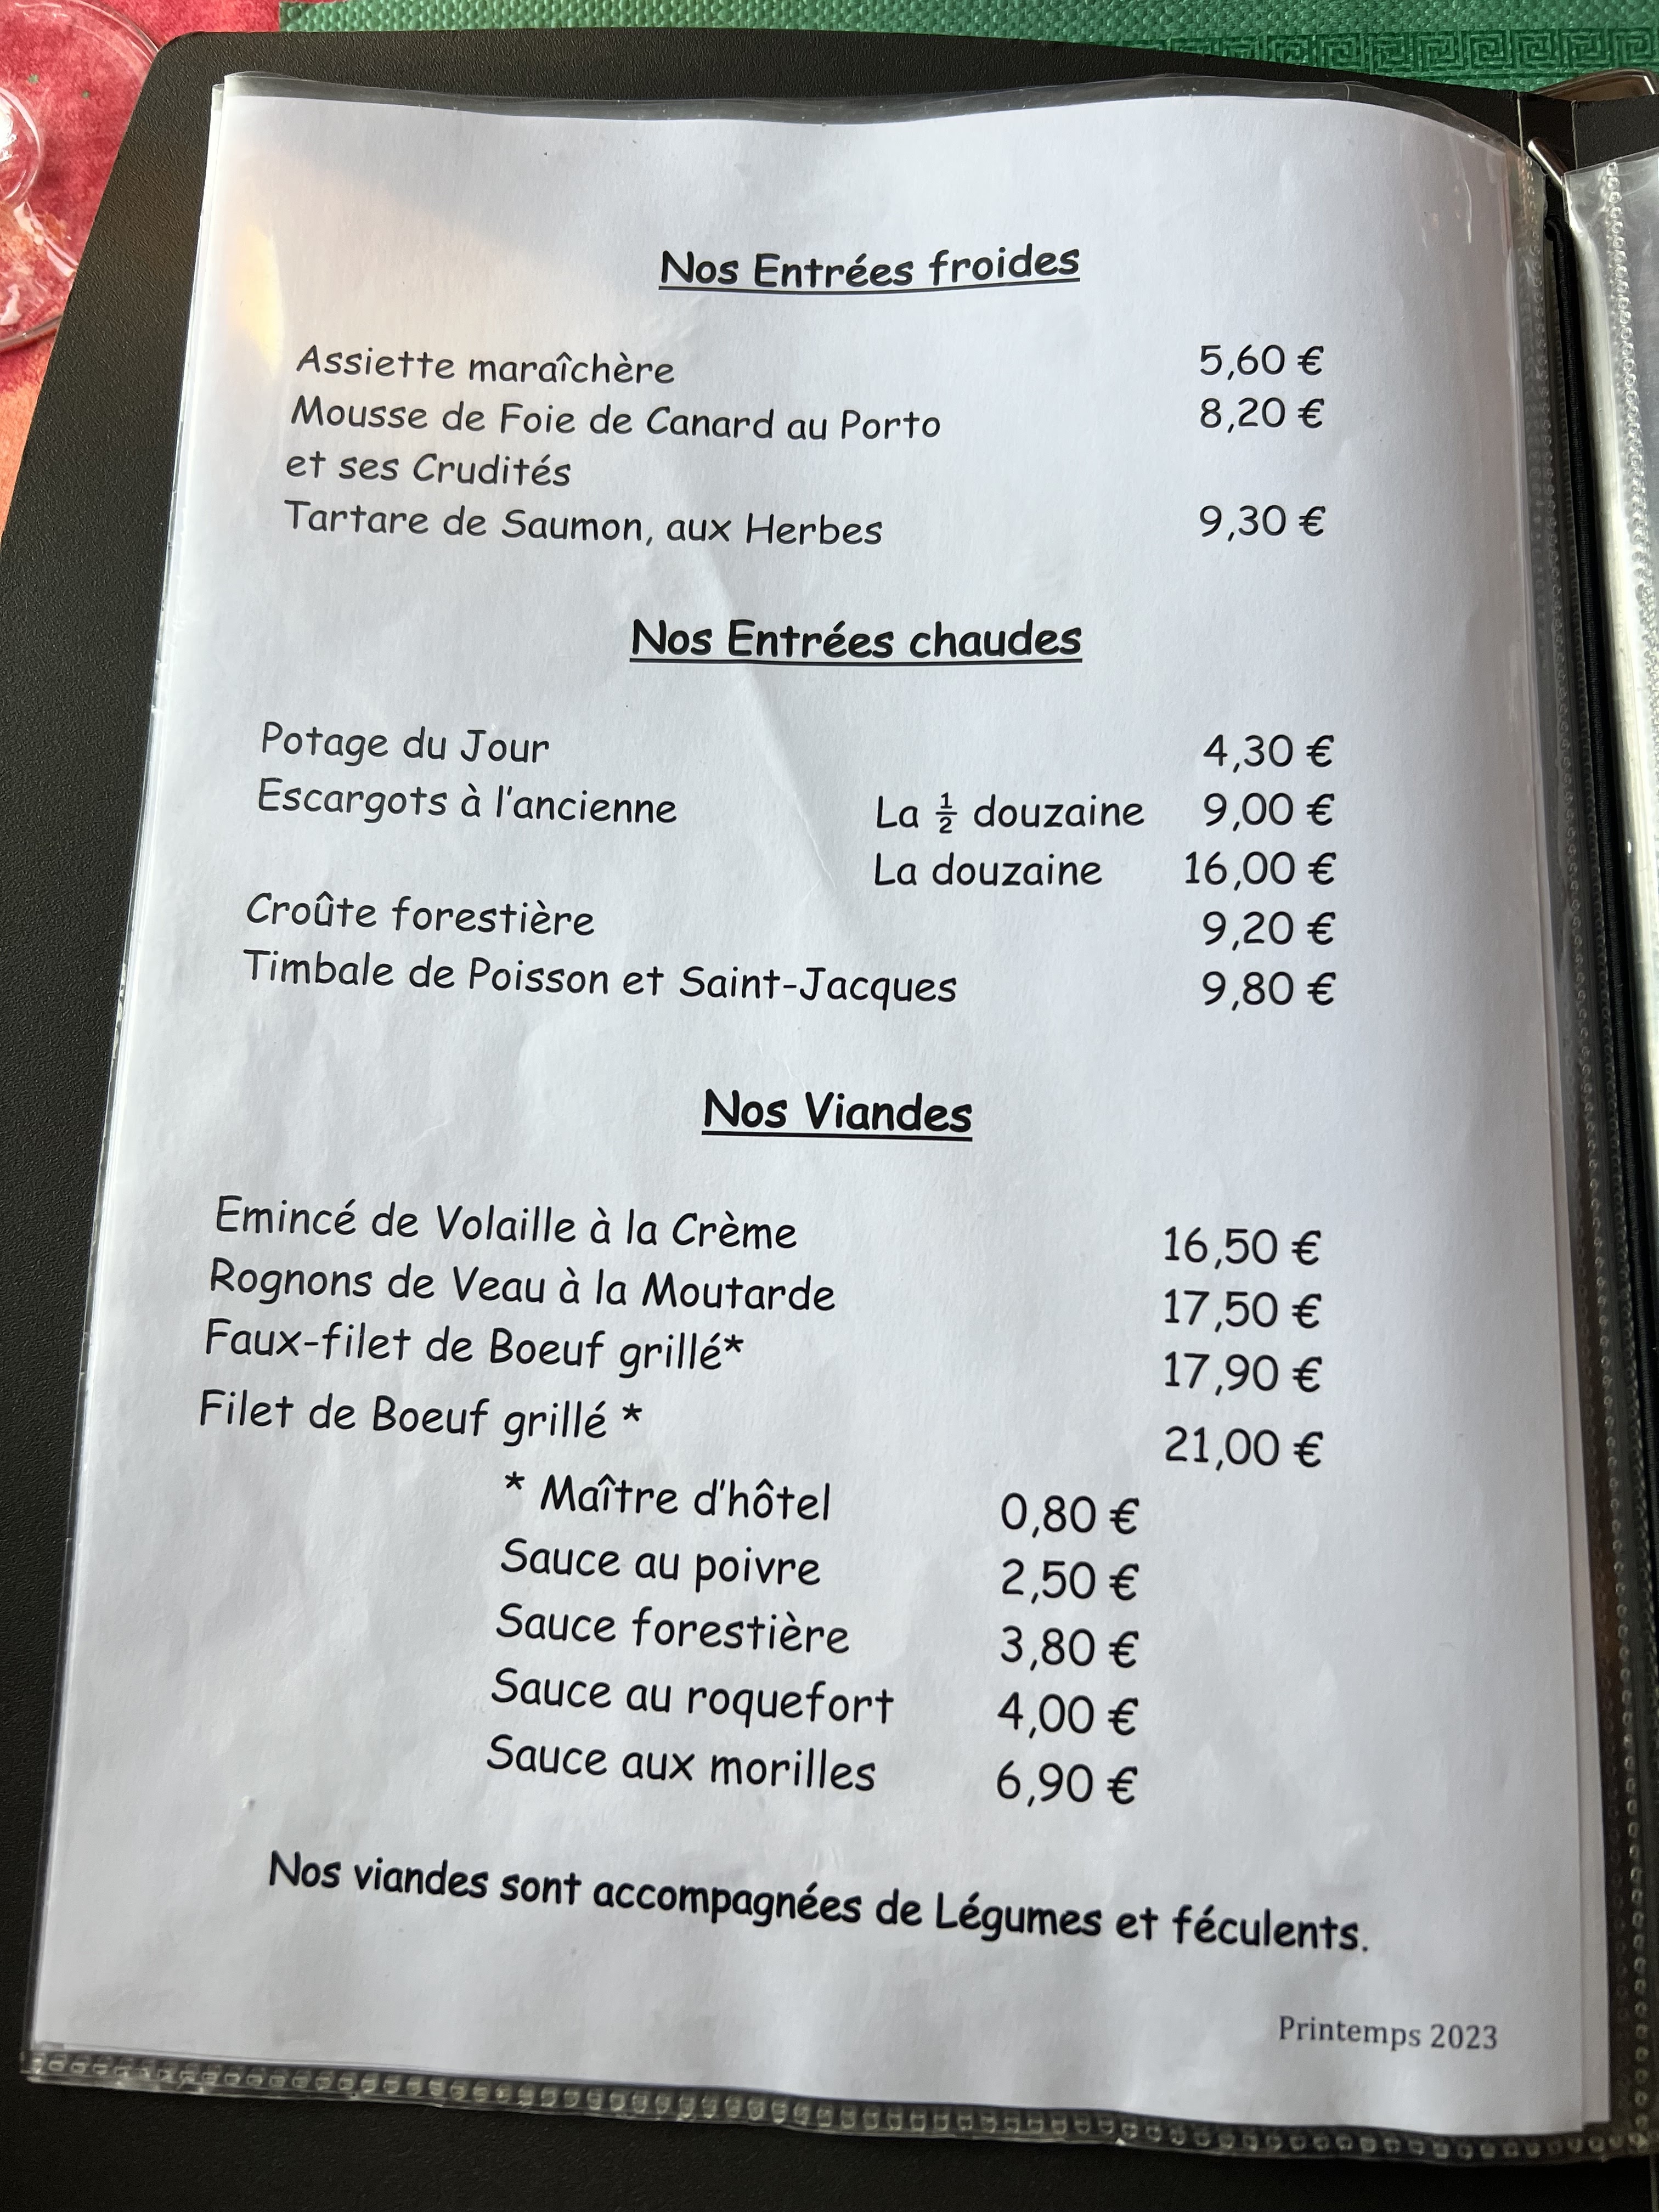 Nos Entrées froides
Assiette maraîchère 5,60 €
Mousse de Foie de Canard au Porto 8,20 €
et ses Crudités
Tartare de Saumon, aux Herbes 9,30 €
Nos Entrées chaudes
Potage du Jour 4,30 €
Escargots à l'ancienne La ½ douzaine 9,00 €
La douzaine 16,00 €
Croûte forestière 9,20 €
Timbale de Poisson et Saint-Jacques 9,80 €
Nos Viandes
Emincé de Volaille à la Crème 16,50 €
Rognons de Veau à la Moutarde 17,50 €
Faux-filet de Boeuf grillé* 17,90 €
Filet de Boeuf grillé * 21,00 €
* Maître d'hôtel 0,80 €
Sauce au poivre 2,50 €
Sauce forestière 3,80 €
Sauce au roquefort 4,00 €
Sauce aux morilles 6,90 €
Nos viandes sont accompagnées de Légumes et féculents.
Printemps 2023